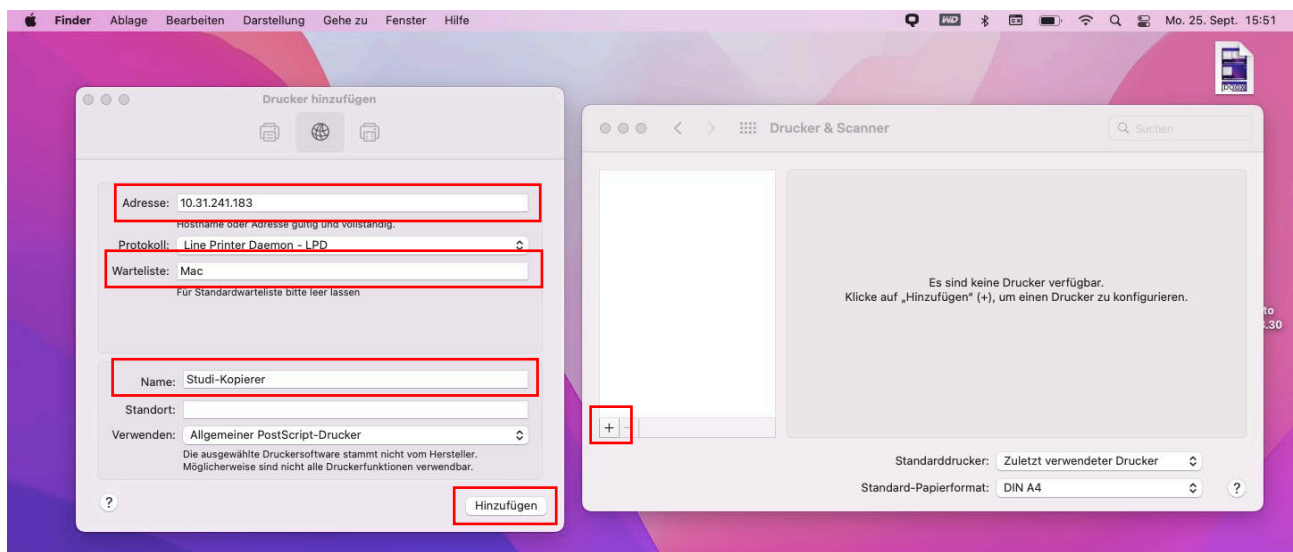 Finder Ablage Bearbeiten Darstellung Gehe zu Fenster Hilfe
WD
Mo. 25. Sept. 15:51
DOCX
Drucker hinzufügen
Adresse: 10.31.241.183
Hostname oder Adresse gültig und vollständig.
Protokoll: Line Printer Daemon - LPD
Warteliste: Mac
Für Standardwarteliste bitte leer lassen
Name: Studi-Kopierer
Standort:
Verwenden: Allgemeiner PostScript-Drucker
Die ausgewählte Druckersoftware stammt nicht vom Hersteller.
Möglicherweise sind nicht alle Druckerfunktionen verwendbar.
?
Hinzufügen
Drucker & Scanner
Suchen
Es sind keine Drucker verfügbar.
Klicke auf „Hinzufügen“ (+), um einen Drucker zu konfigurieren.
+ −
Standarddrucker: Zuletzt verwendeter Drucker
Standard-Papierformat: DIN A4
?
to
.30